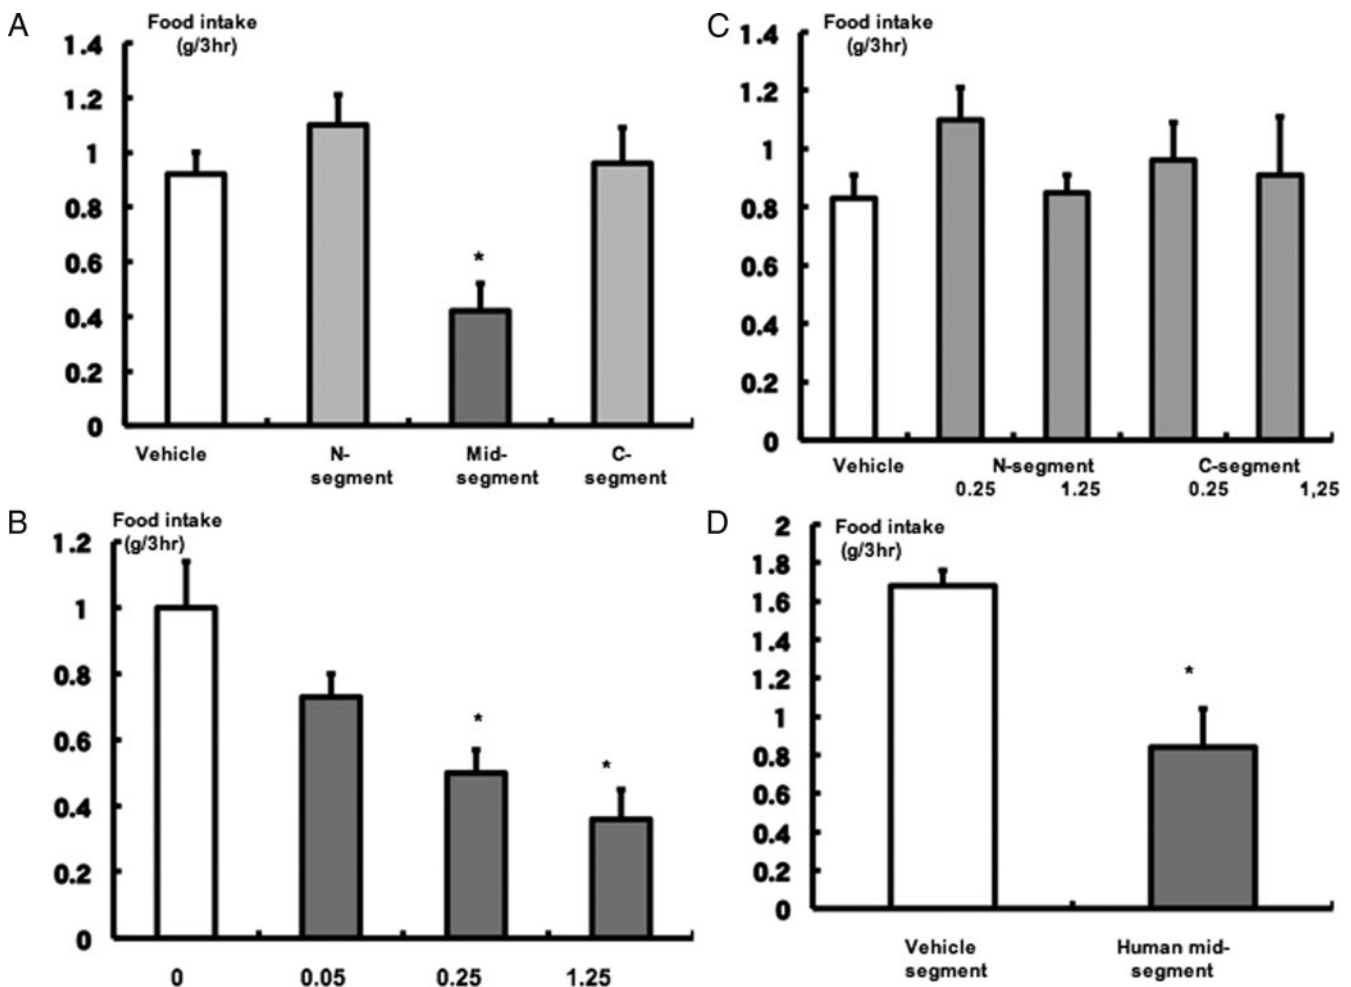 A
Food intake
(g/3hr)
1.4
1.2
1
0.8
0.6
0.4
0.2
0
*
Vehicle
N-
segment
Mid-
segment
C-
segment
B
Food intake
(g/3hr)
1.2
1
0.8
0.6
0.4
0.2
0
*
*
0 0.05 0.25 1.25
C
Food intake
(g/3hr)
1.4
1.2
1
0.8
0.6
0.4
0.2
0
Vehicle N-segment C-segment
0.25 1.25 0.25 1,25
D
Food intake
(g/3hr)
2
1.8
1.6
1.4
1.2
1
0.8
0.6
0.4
0.2
0
*
Vehicle
segment
Human mid-
segment